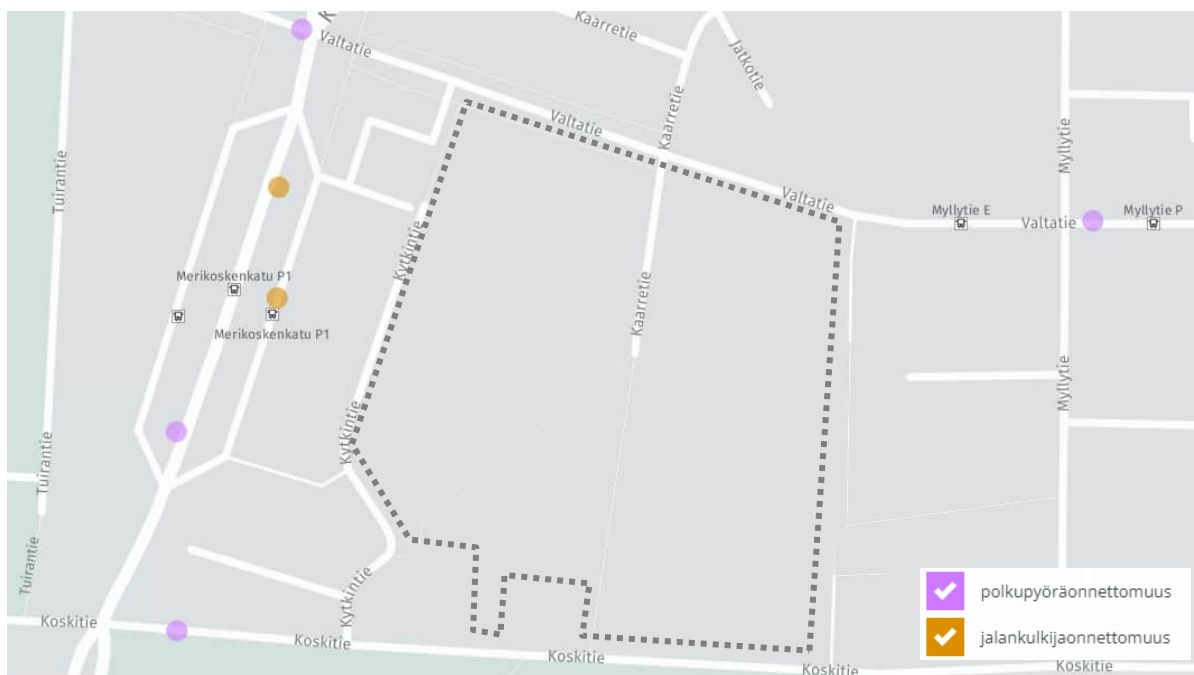 K
Valtatie
Kaarretie
Jatkotie
Tuirantie
Valtatie
Kaarretie
Myllytie
Valtatie
Myllytie E
Valtatie
Myllytie P
Kytkintie
Merikoskenkatu P1
Kaarretie
Merikoskenkatu P1
Myllytie
Kytkintie
Tuirantie
Tuirantie
Kytkintie
Koskitie
Koskitie
Koskitie
Koskitie
Koskitie
polkupyöräonnettomuus
jalankulkijaonnettomuus